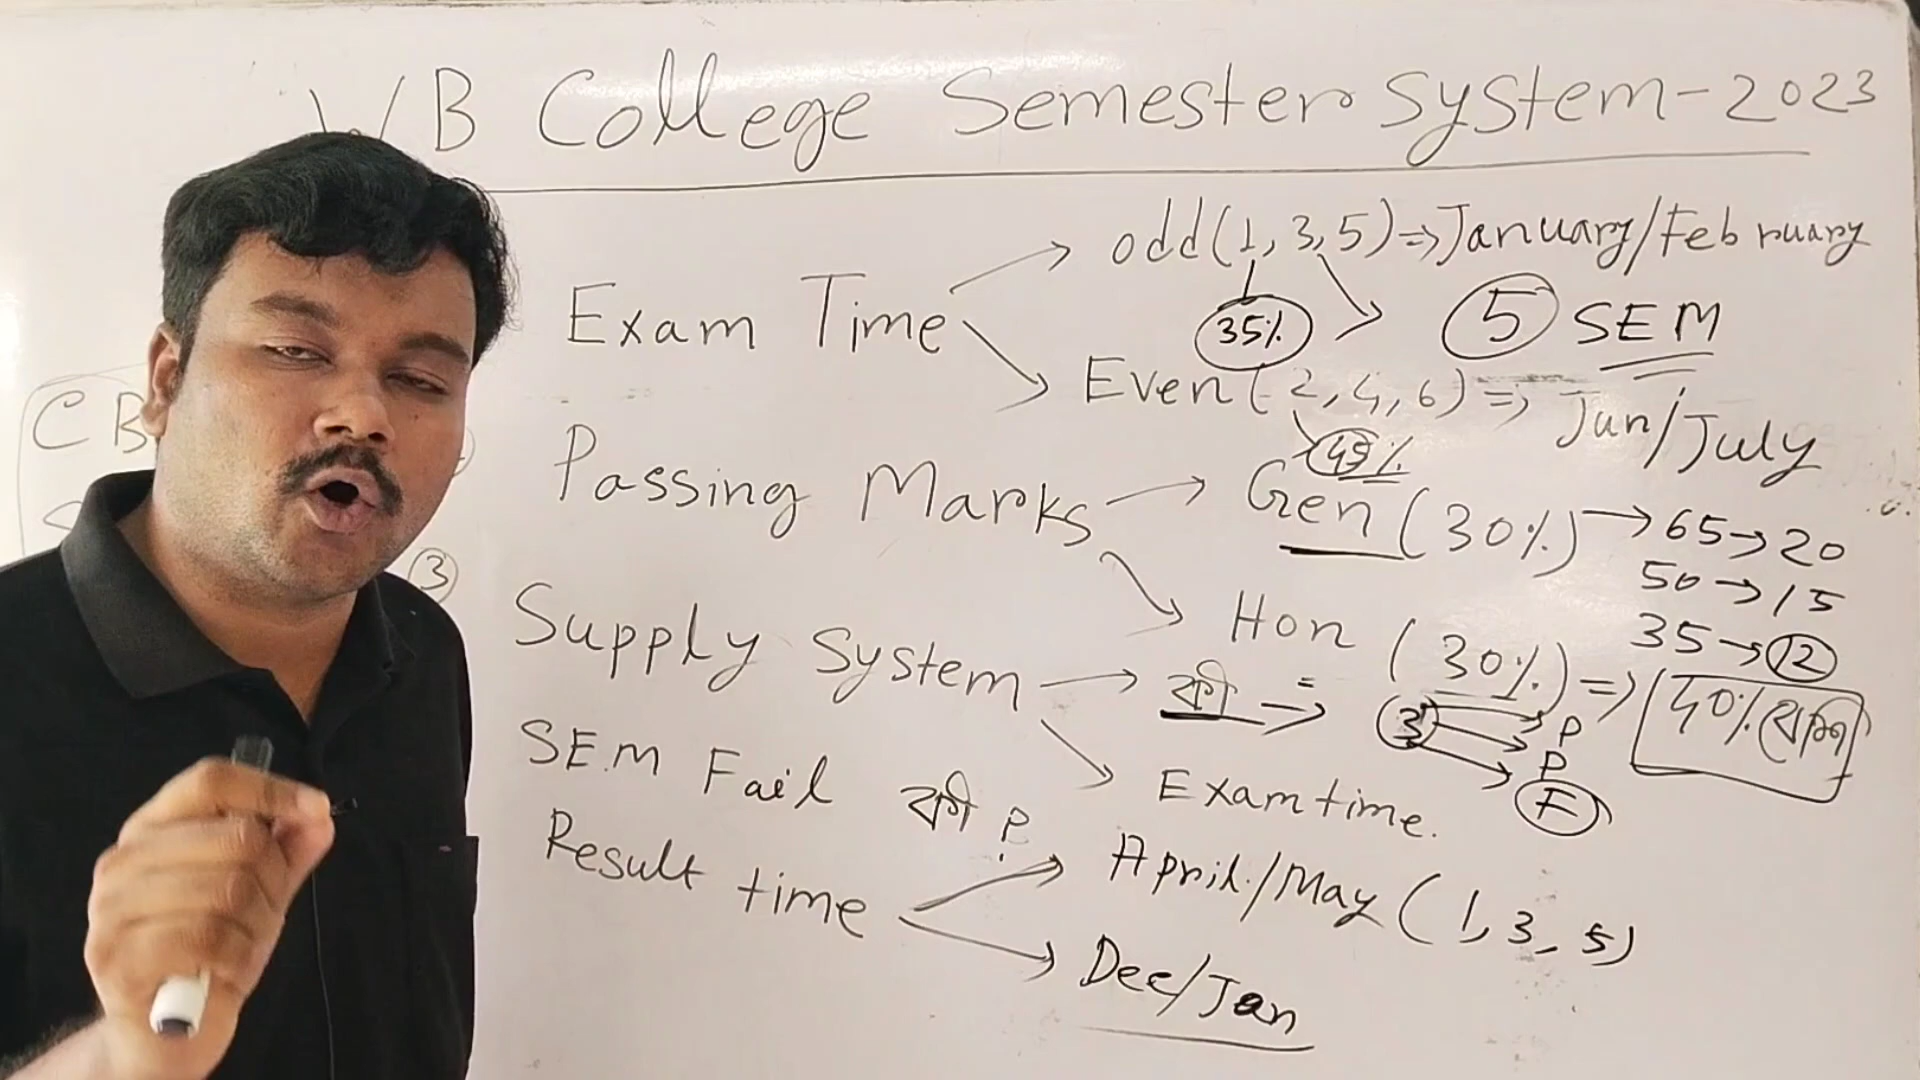 WB College Semester System-2023
Exam Time → odd(1, 3, 5) ⇒ January/February
35% > 5 SEM
Even (2, 4, 6) ⇒ Jun/July
Passing Marks → Gen (30%) → 65 → 20
50 → 15
35 → 12
Hon (30%) ⇒ 40%
Supply System → কী → 3 P
P
F
Exam time.
SEM Fail কী ?
Result time → April/May (1, 3, 5)
Dec/Jan
CB
3